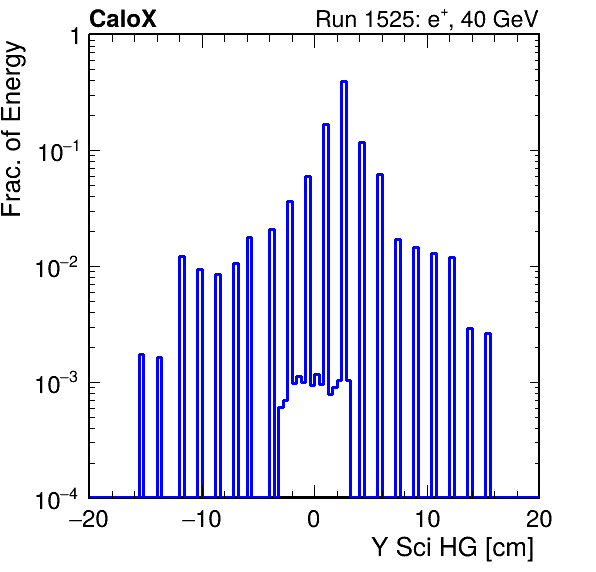 CaloX Run 1525: e⁺, 40 GeV
Frac. of Energy
1
10⁻¹
10⁻²
10⁻³
10⁻⁴
−20 −10 0 10 20
Y Sci HG [cm]